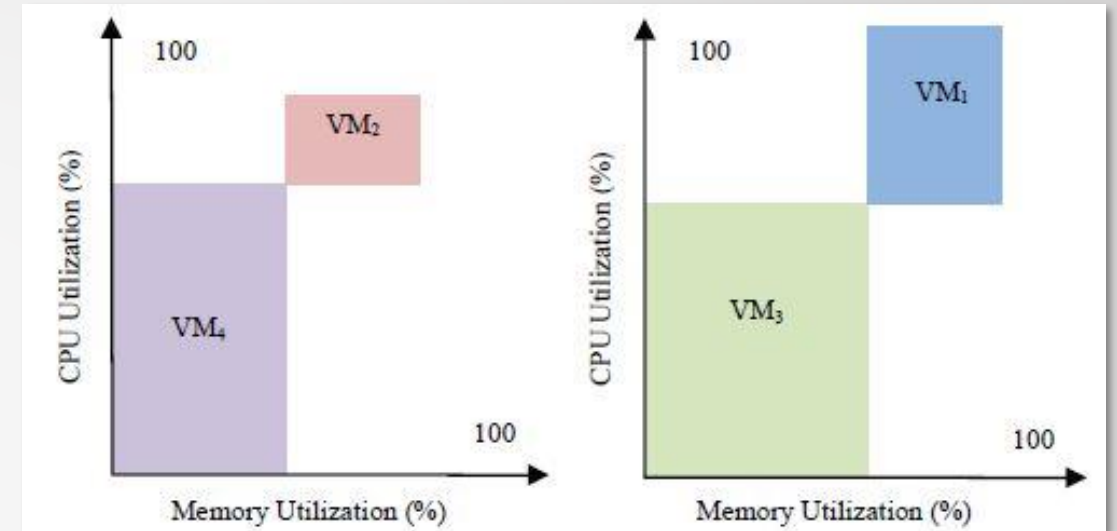 100
VM₂
VM₄
CPU Utilization (%)
100
Memory Utilization (%)
100
VM₁
VM₃
CPU Utilization (%)
100
Memory Utilization (%)